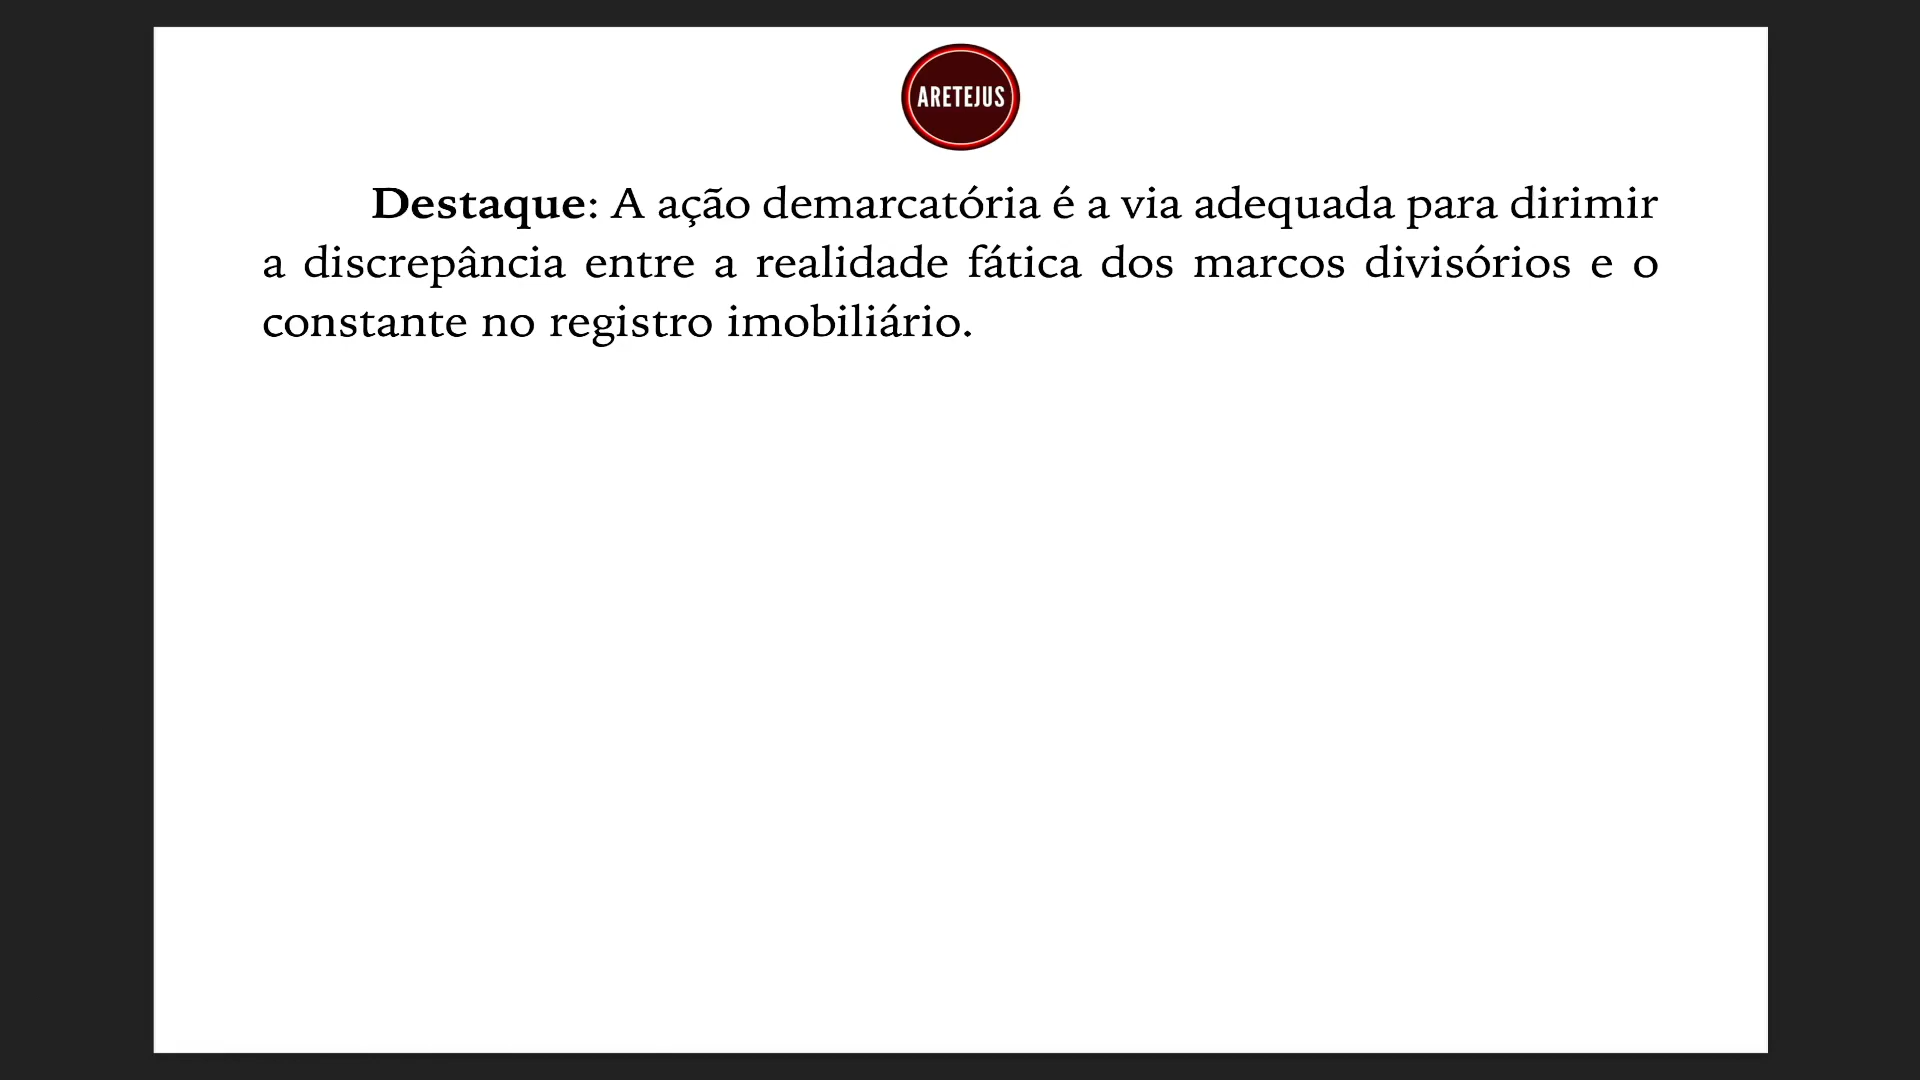 ARETEJUS
Destaque: A ação demarcatória é a via adequada para dirimir
a discrepância entre a realidade fática dos marcos divisórios e o
constante no registro imobiliário.